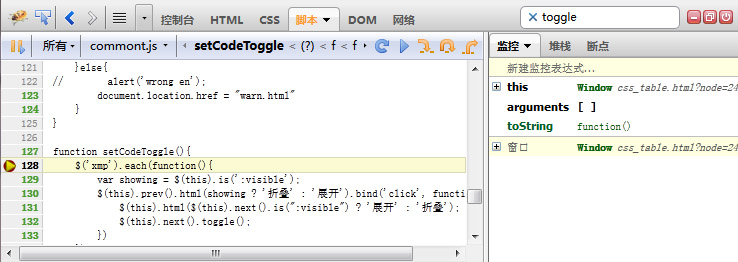 控制台 HTML CSS 脚本 DOM 网络
toggle
所有 commont.js setCodeToggle < (?) < f < f
监控 堆栈 断点
新建监控表达式...
this Window css_table.html?node=24
arguments [ ]
toString function()
窗口 Window css_table.html?node=24
121 }else{
122 // alert('wrong en');
123 document.location.href = "warn.html"
124 }
125 }
126
127 function setCodeToggle(){
128 $('xmp').each(function(){
129 var showing = $(this).is(':visible');
130 $(this).prev().html(showing ? '折叠' : '展开').bind('click', functi
131 $(this).html($(this).next().is(":visible") ? '展开' : '折叠');
132 $(this).next().toggle();
133 })